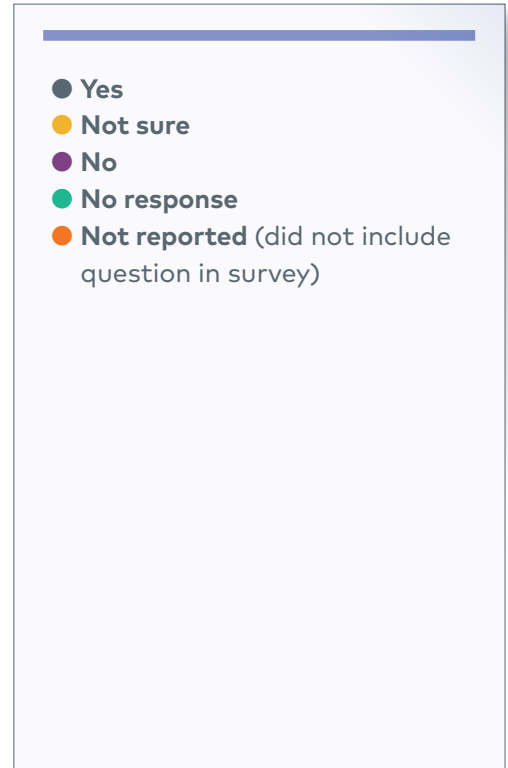 Yes
Not sure
No
No response
Not reported (did not include
question in survey)